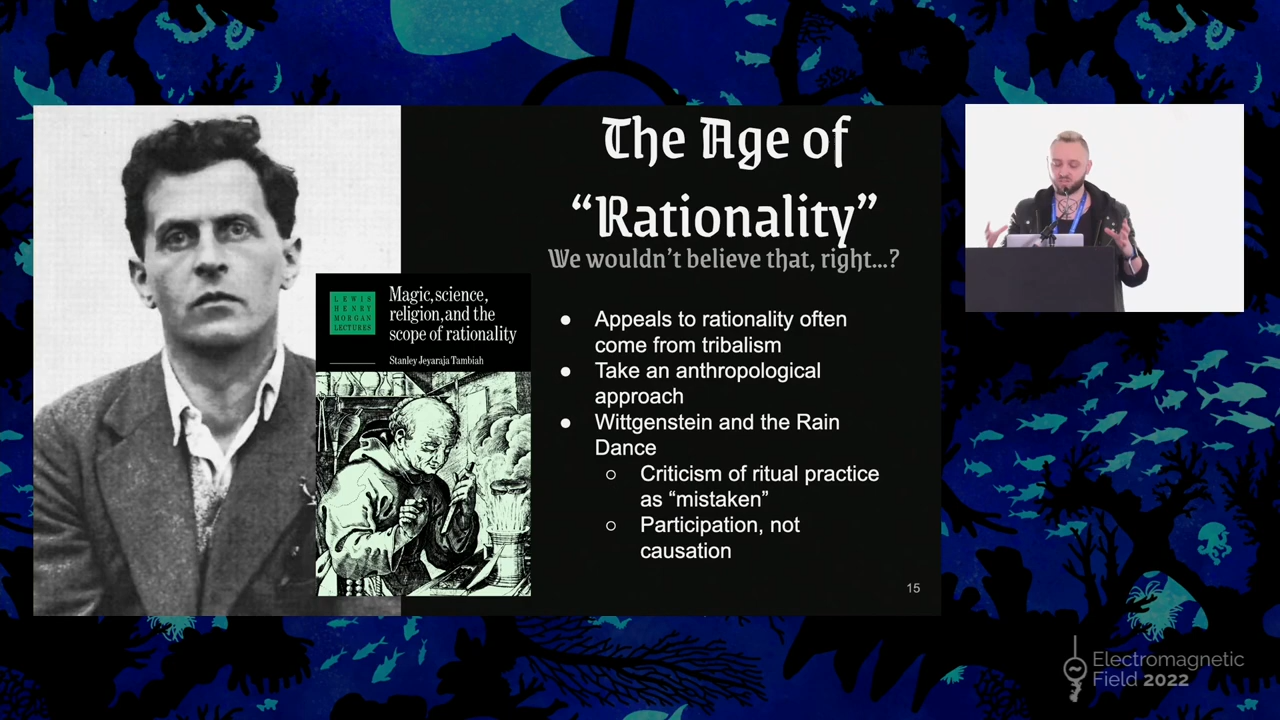 The Age of
“Rationality”
We wouldn’t believe that, right...?
LEWIS
HENRY
MORGAN
LECTURES
Magic, science,
religion, and the
scope of rationality
Stanley Jeyaraja Tambiah
● Appeals to rationality often
come from tribalism
● Take an anthropological
approach
● Wittgenstein and the Rain
Dance
○ Criticism of ritual practice
as “mistaken”
○ Participation, not
causation
15
Electromagnetic
Field 2022